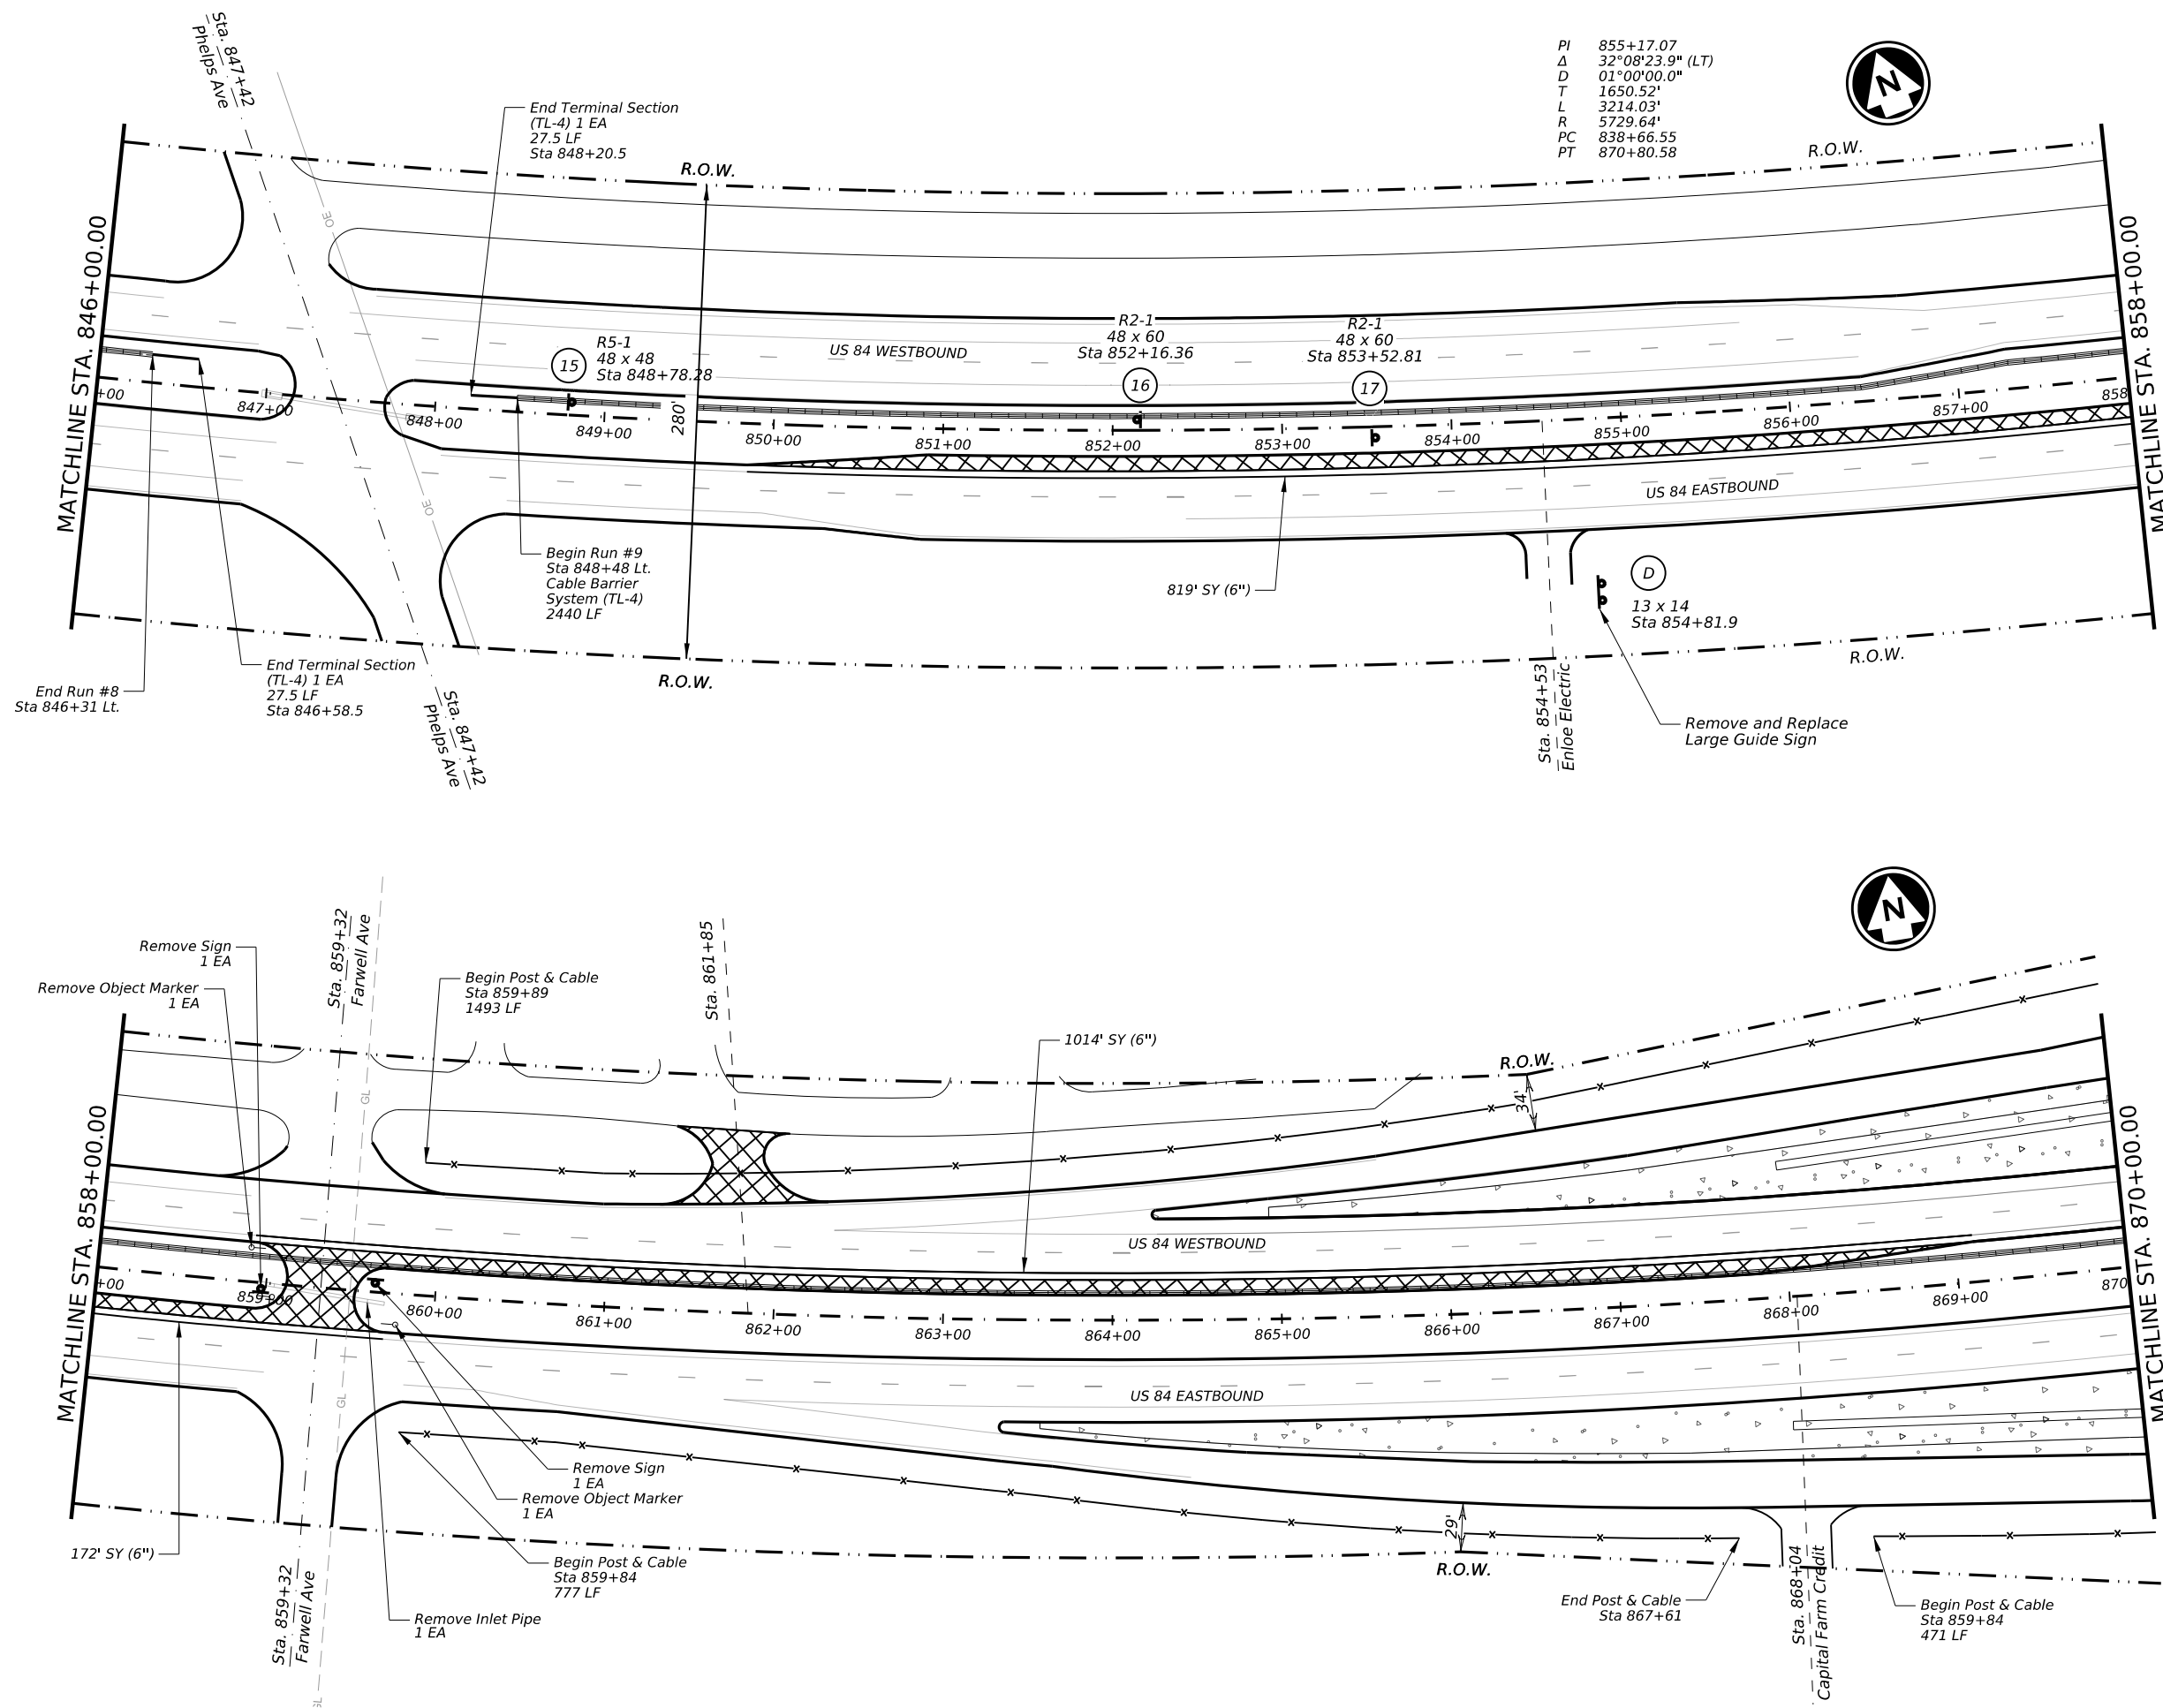 PI 855+17.07
Δ 32°08'23.9" (LT)
D 01°00'00.0"
T 1650.52'
L 3214.03'
R 5729.64'
PC 838+66.55
PT 870+80.58
N
Sta. 847+42
Phelps Ave
End Terminal Section
(TL-4) 1 EA
27.5 LF
Sta 848+20.5
R.O.W.
R.O.W.
OE
MATCHLINE STA. 846+00.00
MATCHLINE STA. 858+00.00
15
R5-1
48 x 48
Sta 848+78.28
US 84 WESTBOUND
R2-1
48 x 60
Sta 852+16.36
16
R2-1
48 x 60
Sta 853+52.81
17
280'
+00
847+00
848+00
849+00
850+00
851+00
852+00
853+00
854+00
855+00
856+00
857+00
858
OE
US 84 EASTBOUND
Begin Run #9
Sta 848+48 Lt.
Cable Barrier
System (TL-4)
2440 LF
819' SY (6")
D
13 x 14
Sta 854+81.9
End Run #8
Sta 846+31 Lt.
End Terminal Section
(TL-4) 1 EA
27.5 LF
Sta 846+58.5
R.O.W.
R.O.W.
Sta. 847+42
Phelps Ave
Sta. 854+53
Enloe Electric
Remove and Replace
Large Guide Sign
N
Remove Sign
1 EA
Remove Object Marker
1 EA
Sta. 859+32
Farwell Ave
Begin Post & Cable
Sta 859+89
1493 LF
Sta. 861+85
1014' SY (6")
R.O.W.
34'
GL
MATCHLINE STA. 858+00.00
MATCHLINE STA. 870+00.00
US 84 WESTBOUND
+00
859+00
860+00
861+00
862+00
863+00
864+00
865+00
866+00
867+00
868+00
869+00
870
US 84 EASTBOUND
GL
Remove Sign
1 EA
Remove Object Marker
1 EA
Begin Post & Cable
Sta 859+84
777 LF
Remove Inlet Pipe
1 EA
172' SY (6")
Sta. 859+32
Farwell Ave
GL
29'
R.O.W.
End Post & Cable
Sta 867+61
Sta. 868+04
Capital Farm Credit
Begin Post & Cable
Sta 859+84
471 LF